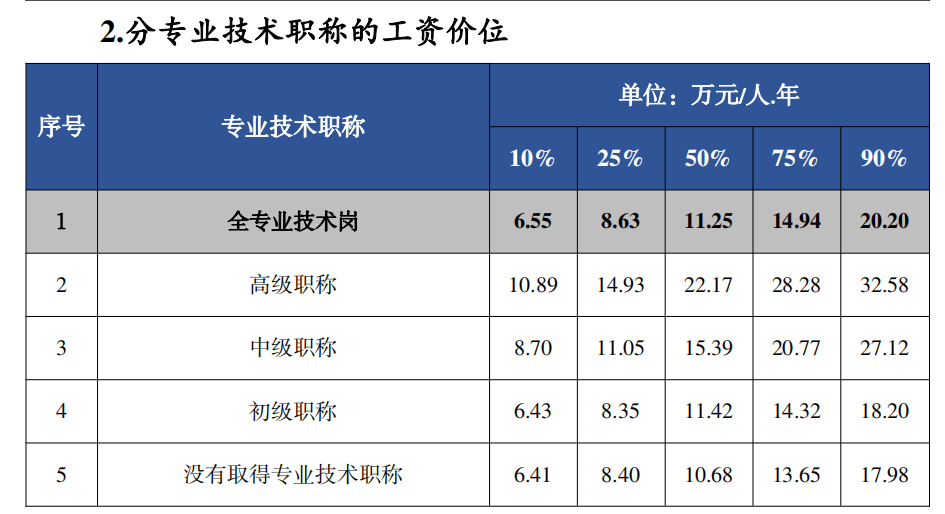 2.分专业技术职称的工资价位
序号 专业技术职称 单位：万元/人.年
10% 25% 50% 75% 90%
1 全专业技术岗 6.55 8.63 11.25 14.94 20.20
2 高级职称 10.89 14.93 22.17 28.28 32.58
3 中级职称 8.70 11.05 15.39 20.77 27.12
4 初级职称 6.43 8.35 11.42 14.32 18.20
5 没有取得专业技术职称 6.41 8.40 10.68 13.65 17.98